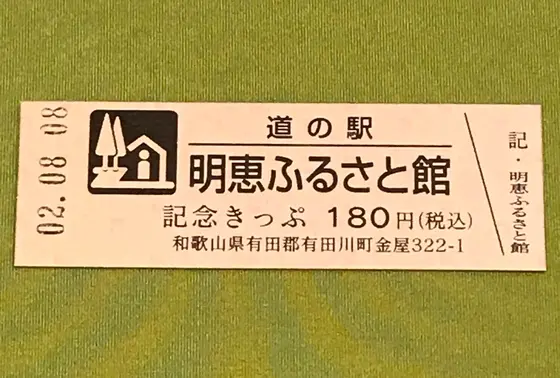 02.08.08
道の駅
明恵ふるさと館
記念きっぷ 180円(税込)
和歌山県有田郡有田川町金屋322-1
記・明恵ふるさと館